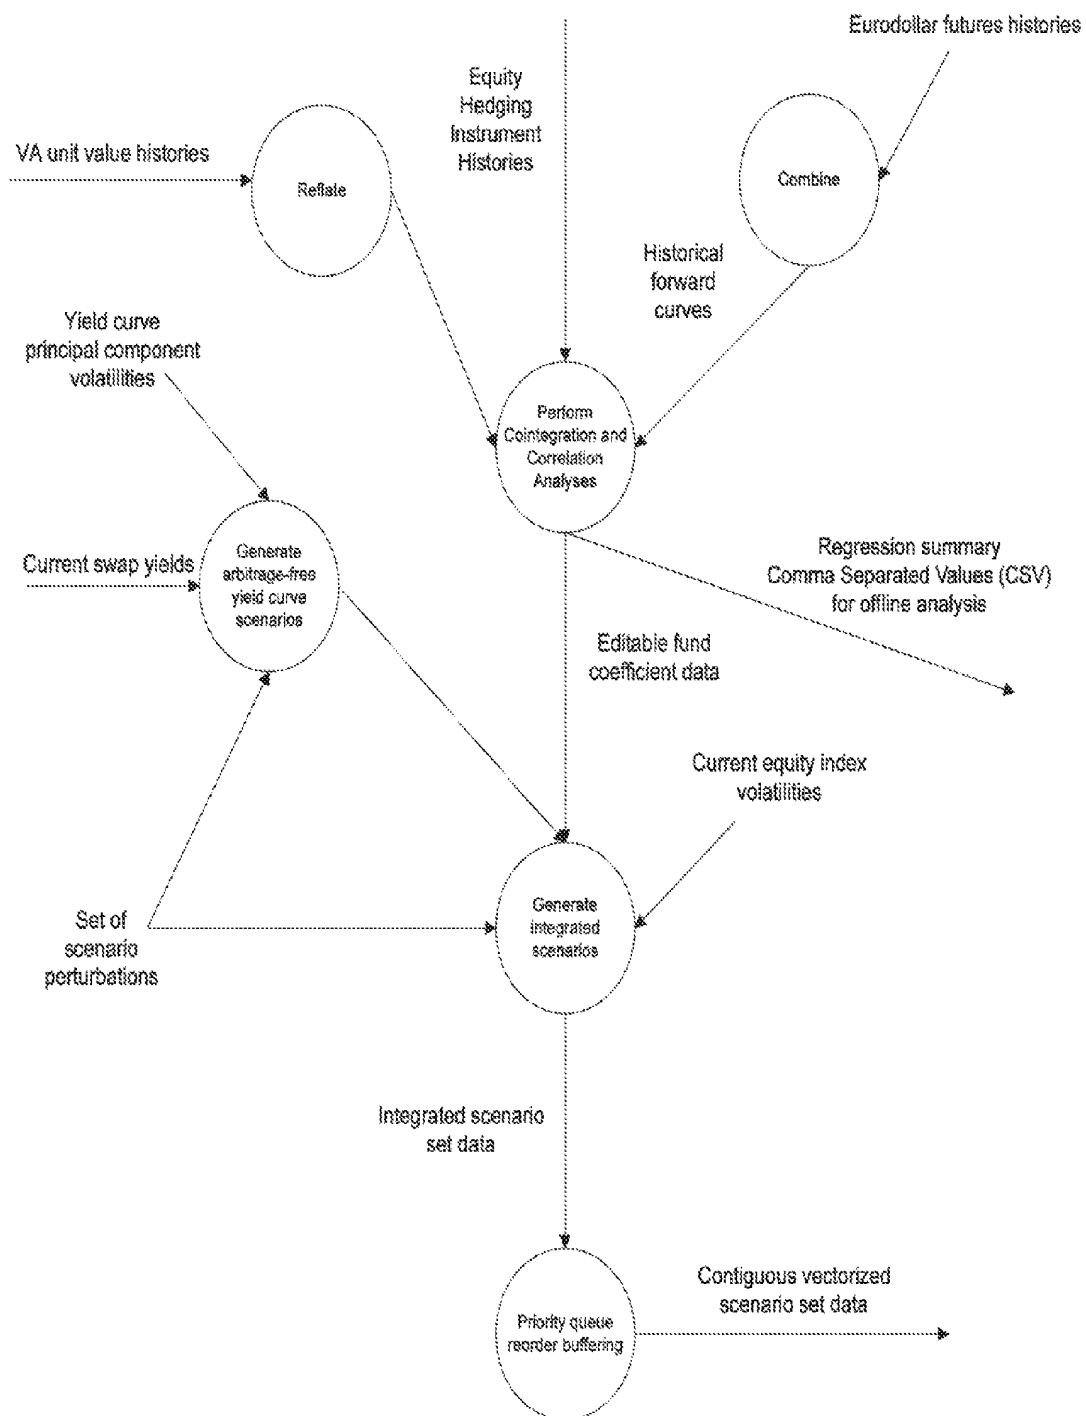 Eurodollar futures histories
Equity
Hedging
Instrument
Histories
VA unit value histories
Reflate
Combine
Historical
forward
curves
Yield curve
principal component
volatilities
Perform
Cointegration and
Correlation
Analyses
Current swap yields
Generate
arbitrage-free
yield curve
scenarios
Regression summary
Comma Separated Values (CSV)
for offline analysis
Editable fund
coefficient data
Current equity index
volatilities
Set of
scenario
perturbations
Generate
integrated
scenarios
Integrated scenario
set data
Contiguous vectorized
scenario set data
Priority queue
reorder buffering